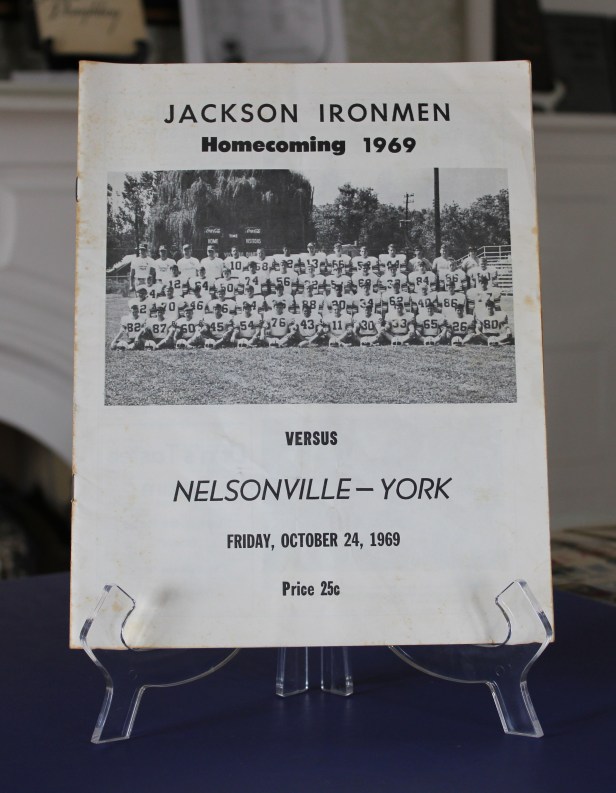 JACKSON IRONMEN
Homecoming 1969
VERSUS
NELSONVILLE—YORK
FRIDAY, OCTOBER 24, 1969
Price 25c